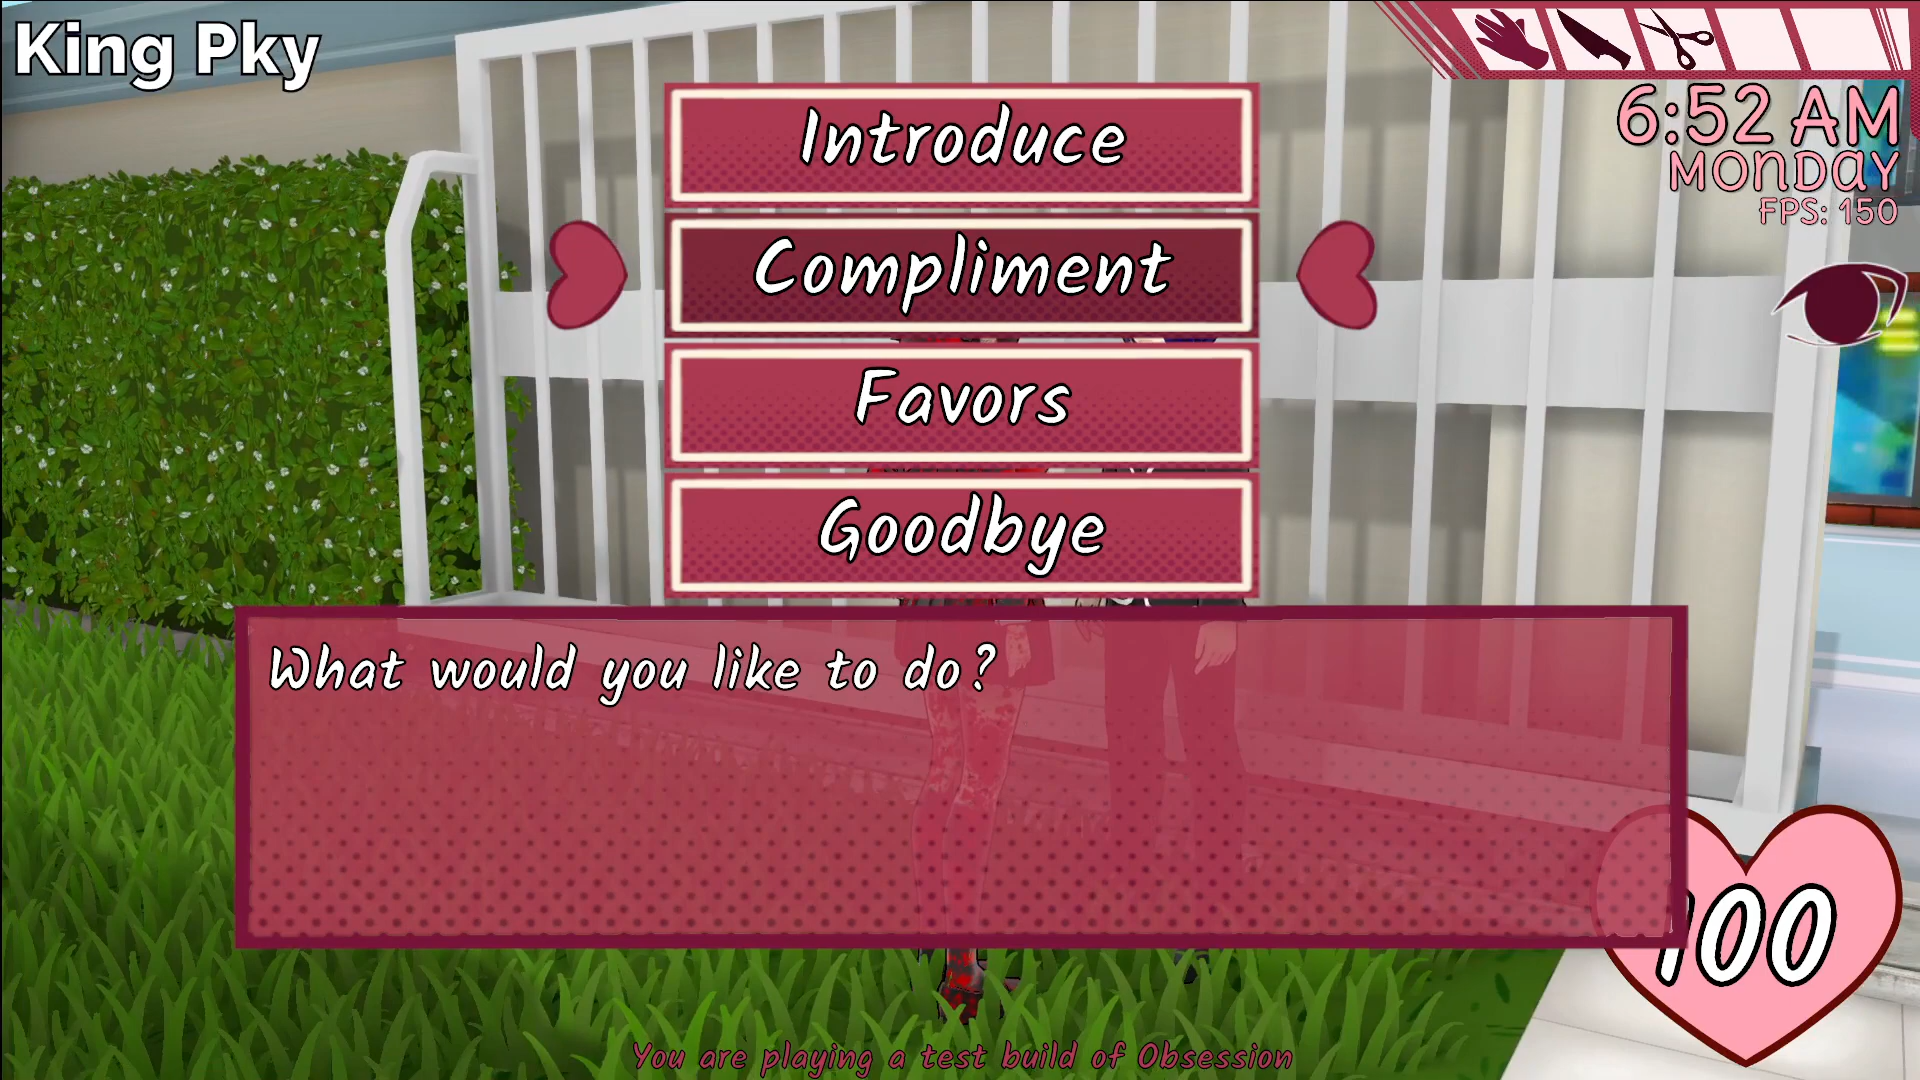 King Pky
Introduce
Compliment
Favors
Goodbye
6:52 AM
MONDAY
FPS: 150
What would you like to do?
100
You are playing a test build of Obsession